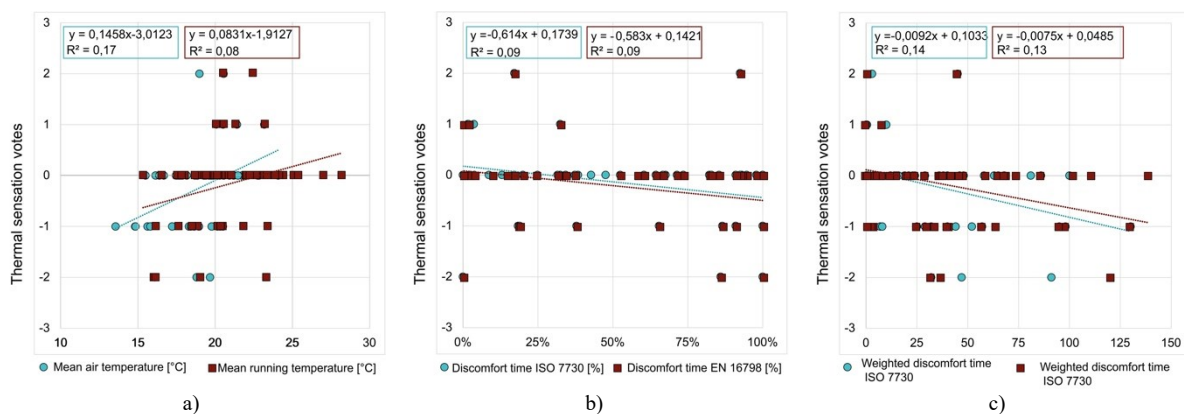 y = 0,1458x-3,0123
R² = 0,17
y = 0,0831x-1,9127
R² = 0,08
Thermal sensation votes
3
2
1
0
-1
-2
-3
10
15
20
25
30
Mean air temperature [°C]
Mean running temperature [°C]
a)
y =-0,614x + 0,1739
R² = 0,09
y = -0,583x + 0,1421
R² = 0,09
Thermal sensation votes
3
2
1
0
-1
-2
-3
0%
25%
50%
75%
100%
Discomfort time ISO 7730 [%]
Discomfort time EN 16798 [%]
b)
y =-0,0092x + 0,1033
R² = 0,14
y = -0,0075x + 0,0485
R² = 0,13
Thermal sensation votes
3
2
1
0
-1
-2
-3
0
25
50
75
100
125
150
Weighted discomfort time
ISO 7730
Weighted discomfort time
ISO 7730
c)